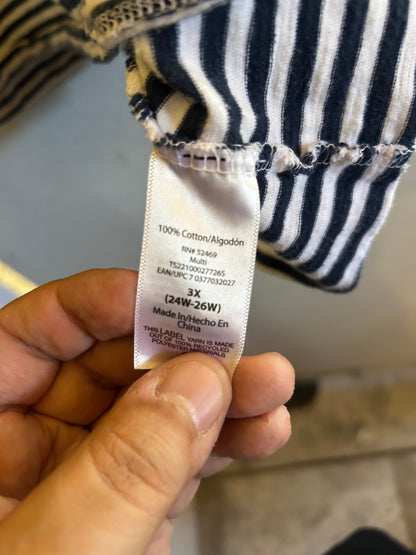 100% Cotton/Algodón
RN# 52469
Multi
TS221000277265
EAN/UPC 7 0377032027
3X
(24W-26W)
Made In/Hecho En
China
THIS LABEL YARN IS MADE
OUT OF 100% RECYCLED
POLYESTER MATERIALS